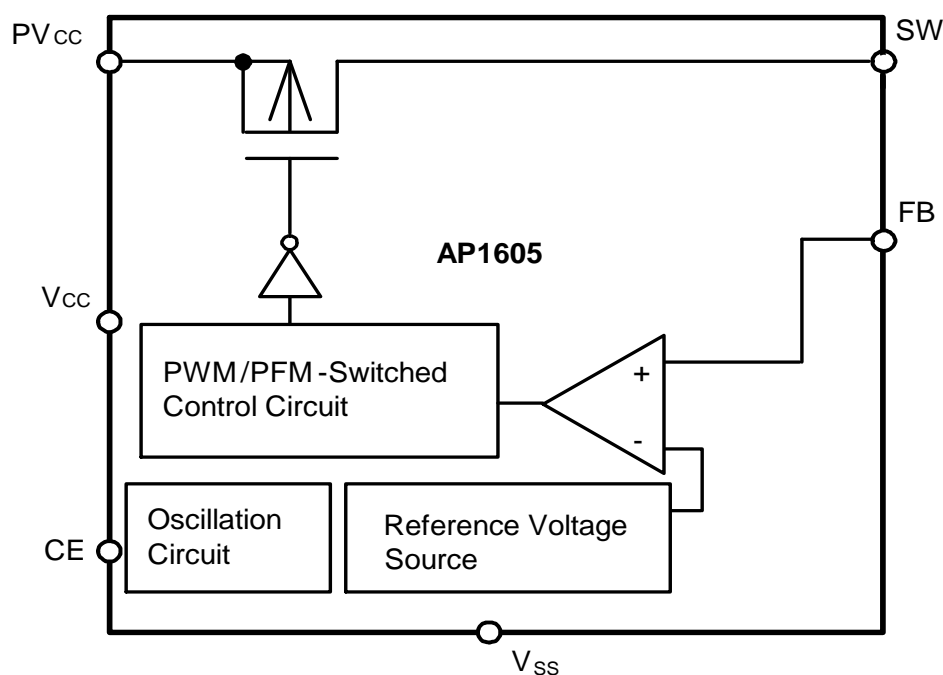 PVCC
SW
FB
AP1605
VCC
PWM/PFM-Switched
Control Circuit
+
-
Oscillation
Circuit
Reference Voltage
Source
CE
VSS